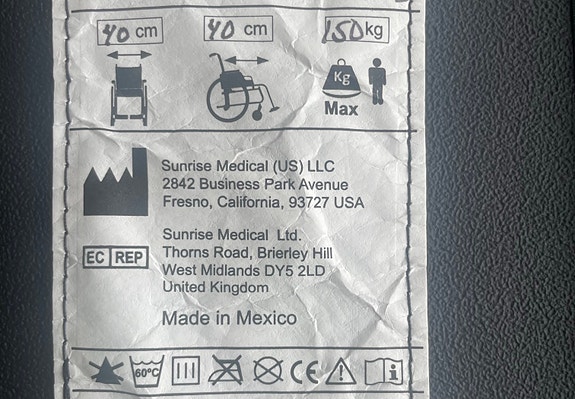 40 cm 40 cm 150 kg
Kg
Max
Sunrise Medical (US) LLC
2842 Business Park Avenue
Fresno, California, 93727 USA
EC REP
Sunrise Medical Ltd.
Thorns Road, Brierley Hill
West Midlands DY5 2LD
United Kingdom
Made in Mexico
60°C CE i